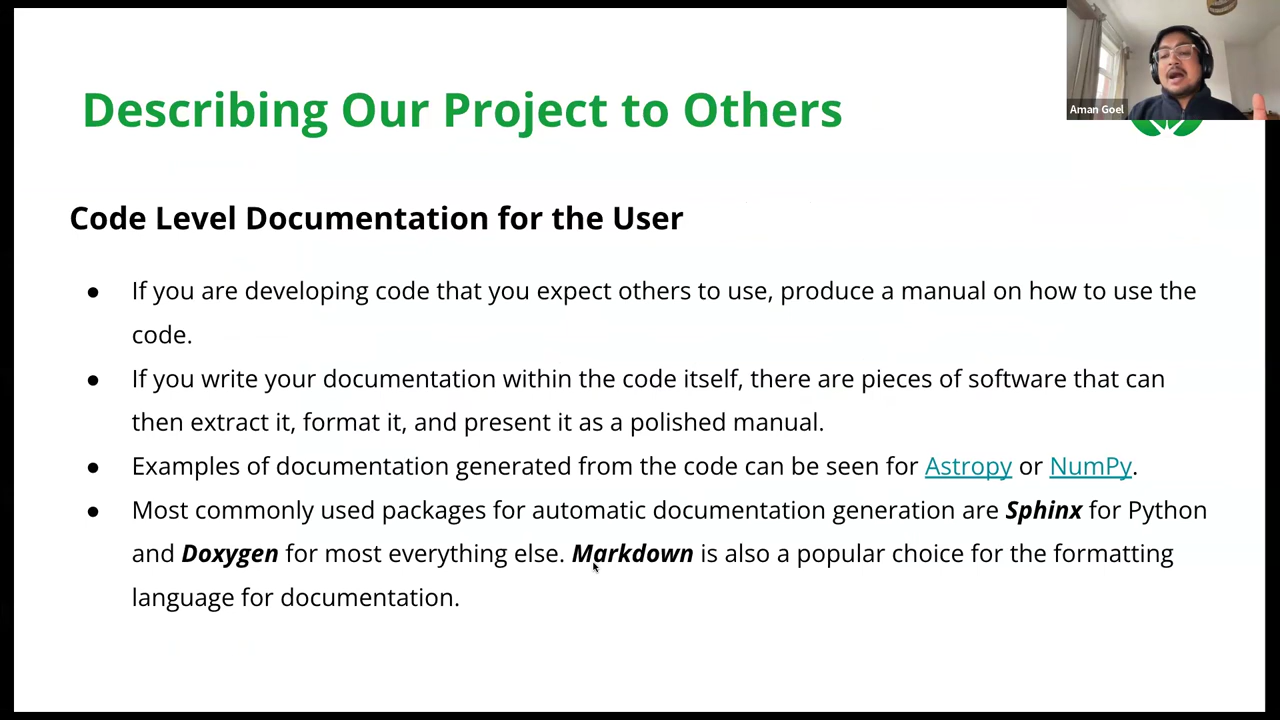 Aman Goel
Describing Our Project to Others
Code Level Documentation for the User
● If you are developing code that you expect others to use, produce a manual on how to use the
code.
● If you write your documentation within the code itself, there are pieces of software that can
then extract it, format it, and present it as a polished manual.
● Examples of documentation generated from the code can be seen for Astropy or NumPy.
● Most commonly used packages for automatic documentation generation are Sphinx for Python
and Doxygen for most everything else. Markdown is also a popular choice for the formatting
language for documentation.